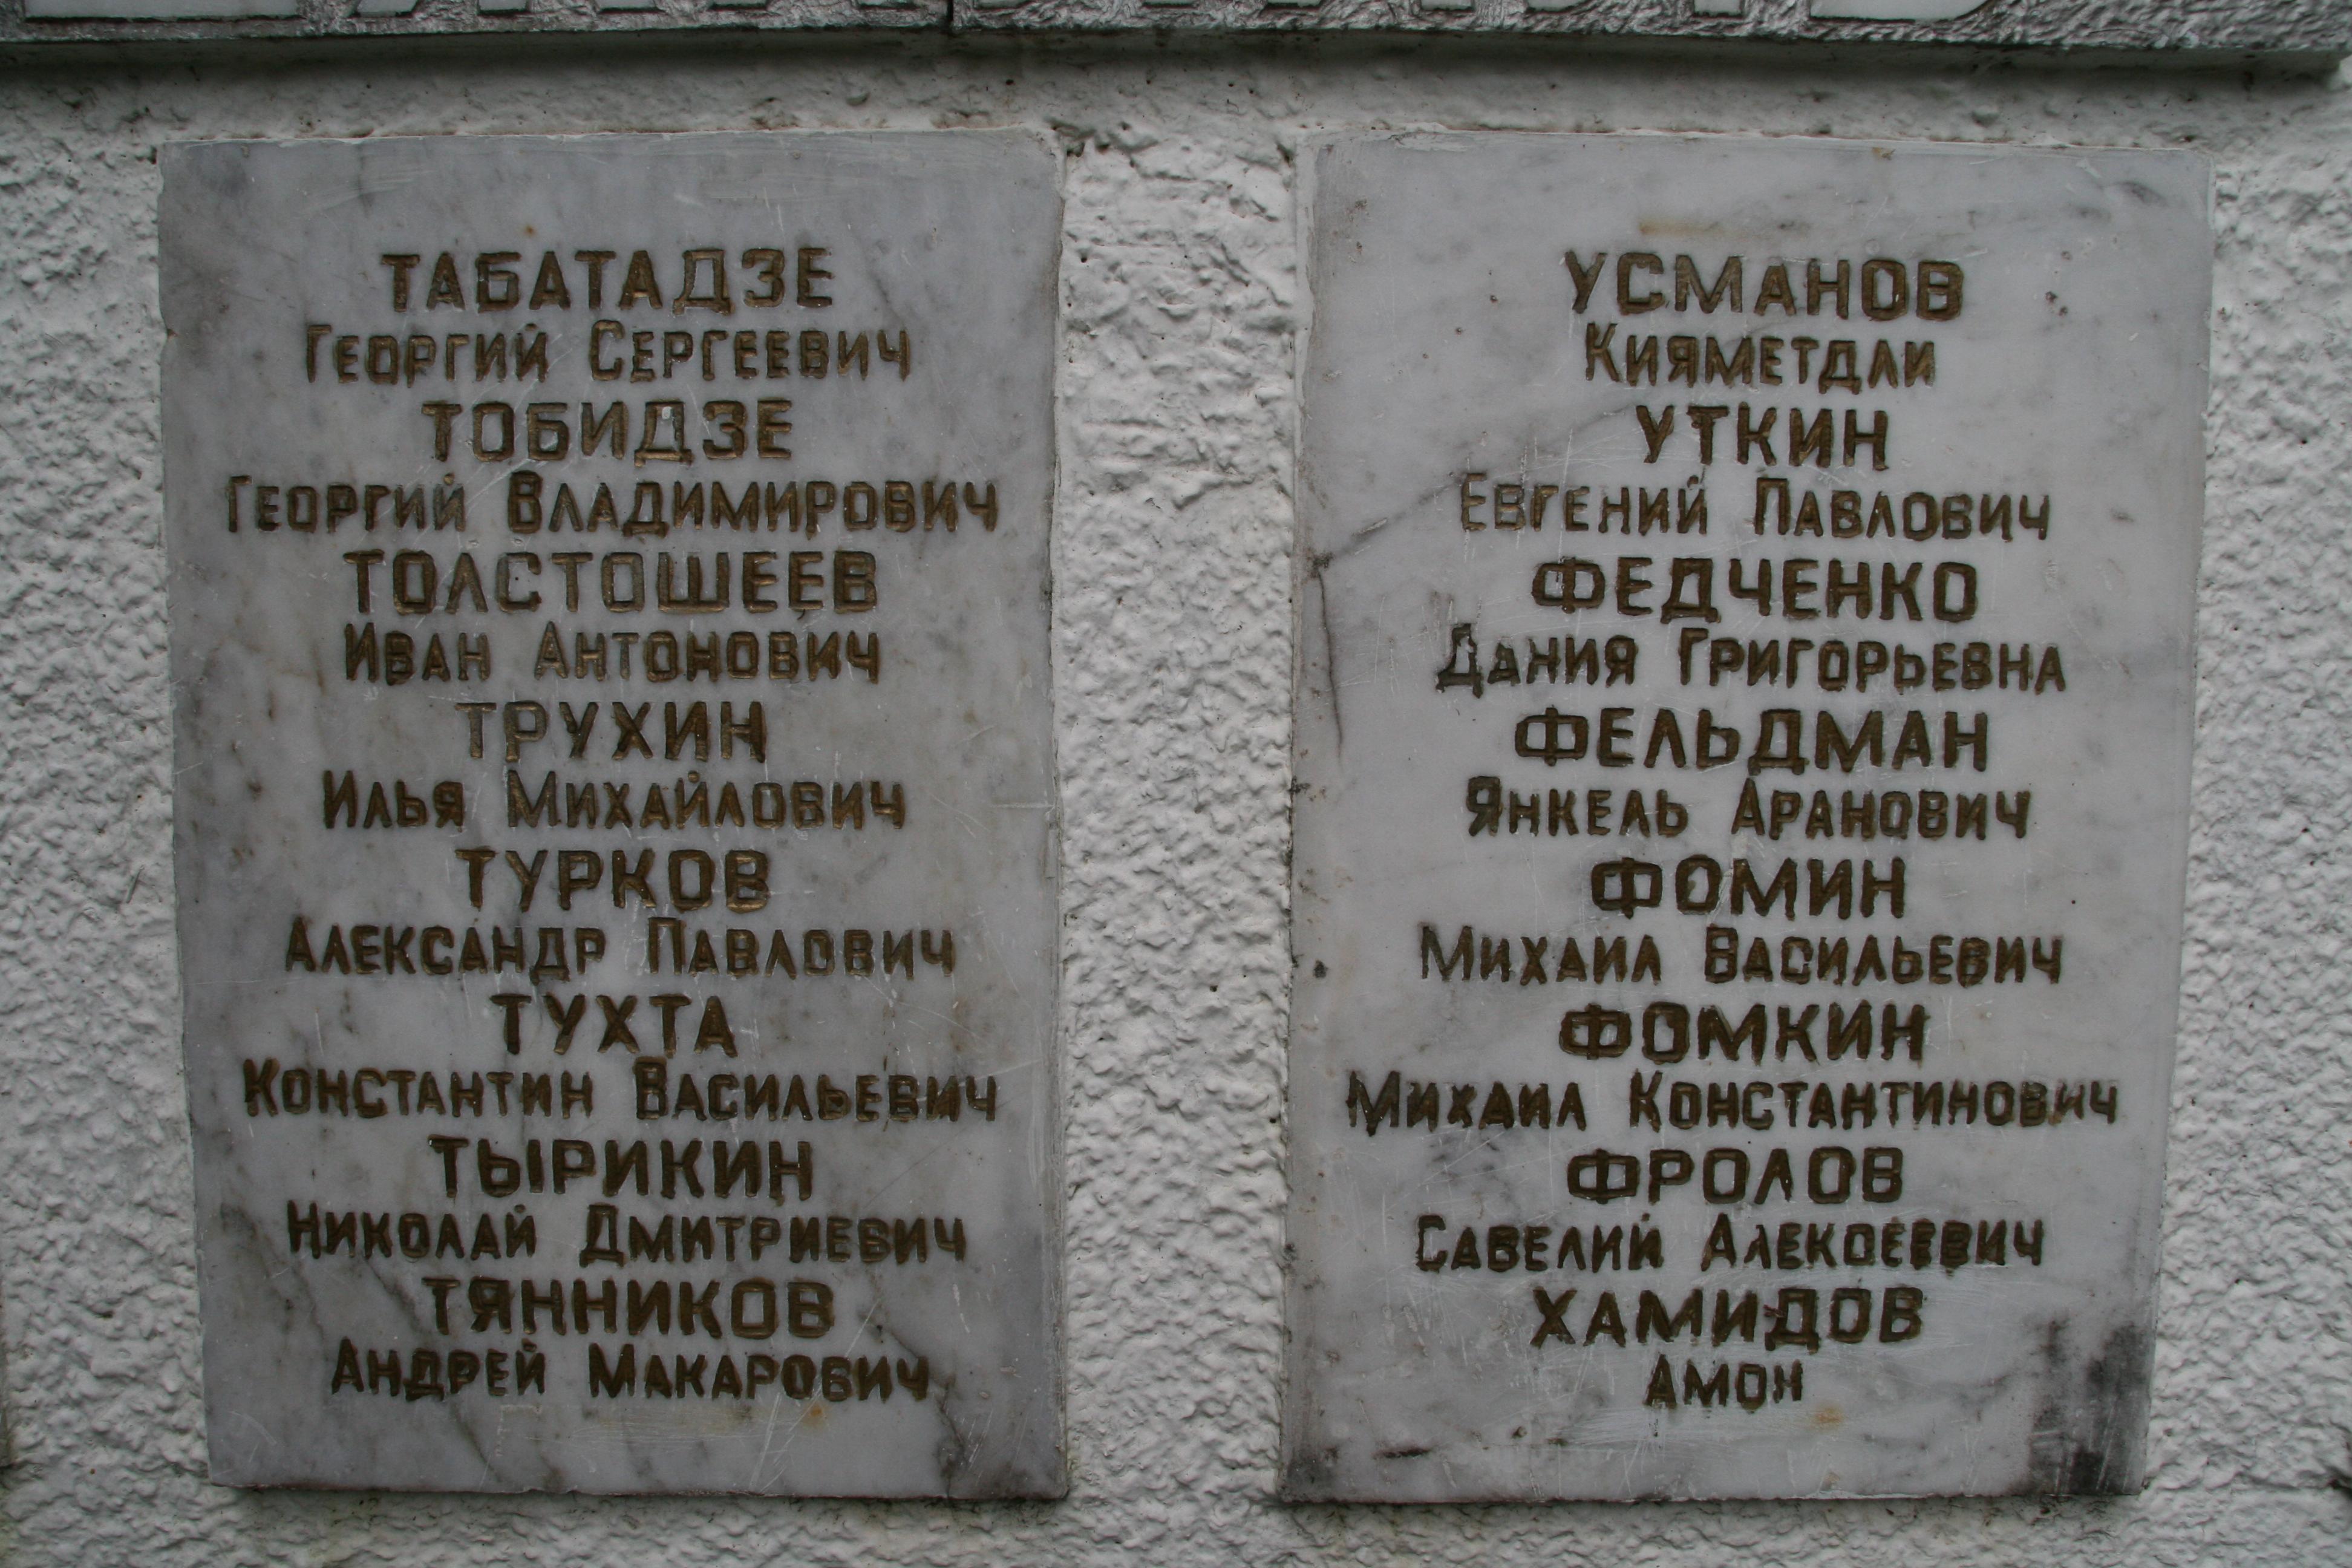 ТАБАТАДЗЕ
Георгий Сергеевич
ТОБИДЗЕ
Георгий Владимирович
ТОЛСТОШЕЕВ
Иван Антонович
ТРУХИН
Илья Михайлович
ТУРКОВ
Александр Павлович
ТУХТА
Константин Васильевич
ТЫРИКИН
Николай Дмитриевич
ТЯННИКОВ
Андрей Макарович
УСМАНОВ
Кияметдли
УТКИН
Евгений Павлович
ФЕДЧЕНКО
Дания Григорьевна
ФЕЛЬДМАН
Янкель Аранович
ФОМИН
Михаил Васильевич
ФОМКИН
Михаил Константинович
ФРОЛОВ
Савелий Алексеевич
ХАМИДОВ
Амон